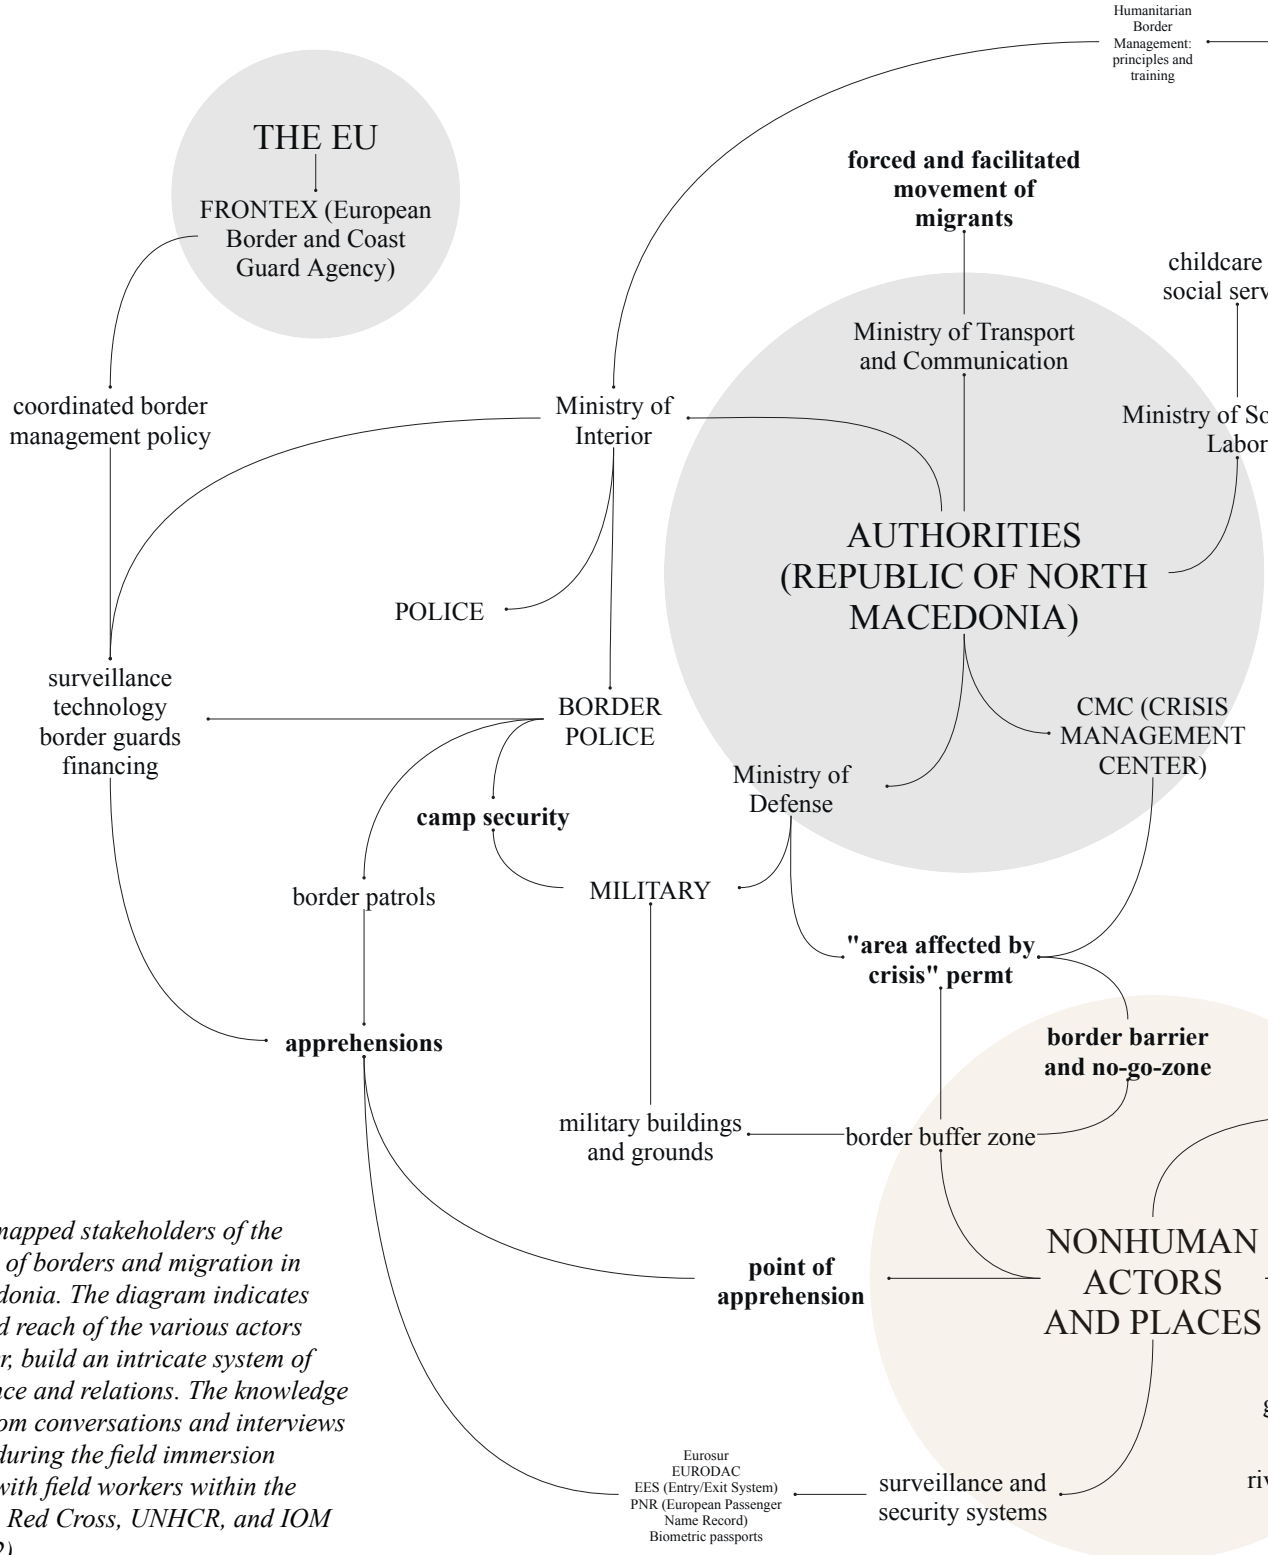 Humanitarian
Border
Management:
principles and
training
THE EU
FRONTEX (European
Border and Coast
Guard Agency)
forced and facilitated
movement of
migrants
childcare
social serv
Ministry of Transport
and Communication
coordinated border
management policy
Ministry of
Interior
Ministry of So
Labor
AUTHORITIES
(REPUBLIC OF NORTH
MACEDONIA)
POLICE
surveillance
technology
border guards
financing
BORDER
POLICE
CMC (CRISIS
MANAGEMENT
CENTER)
Ministry of
Defense
camp security
border patrols
MILITARY
"area affected by
crisis" permt
apprehensions
border barrier
and no-go-zone
military buildings
and grounds
border buffer zone
point of
apprehension
NONHUMAN
ACTORS
AND PLACES
mapped stakeholders of the
of borders and migration in
donia. The diagram indicates
d reach of the various actors
r, build an intricate system of
nce and relations. The knowledge
om conversations and interviews
during the field immersion
with field workers within the
Red Cross, UNHCR, and IOM
2)
g
riv
Eurosur
EURODAC
EES (Entry/Exit System)
PNR (European Passenger
Name Record)
Biometric passports
surveillance and
security systems